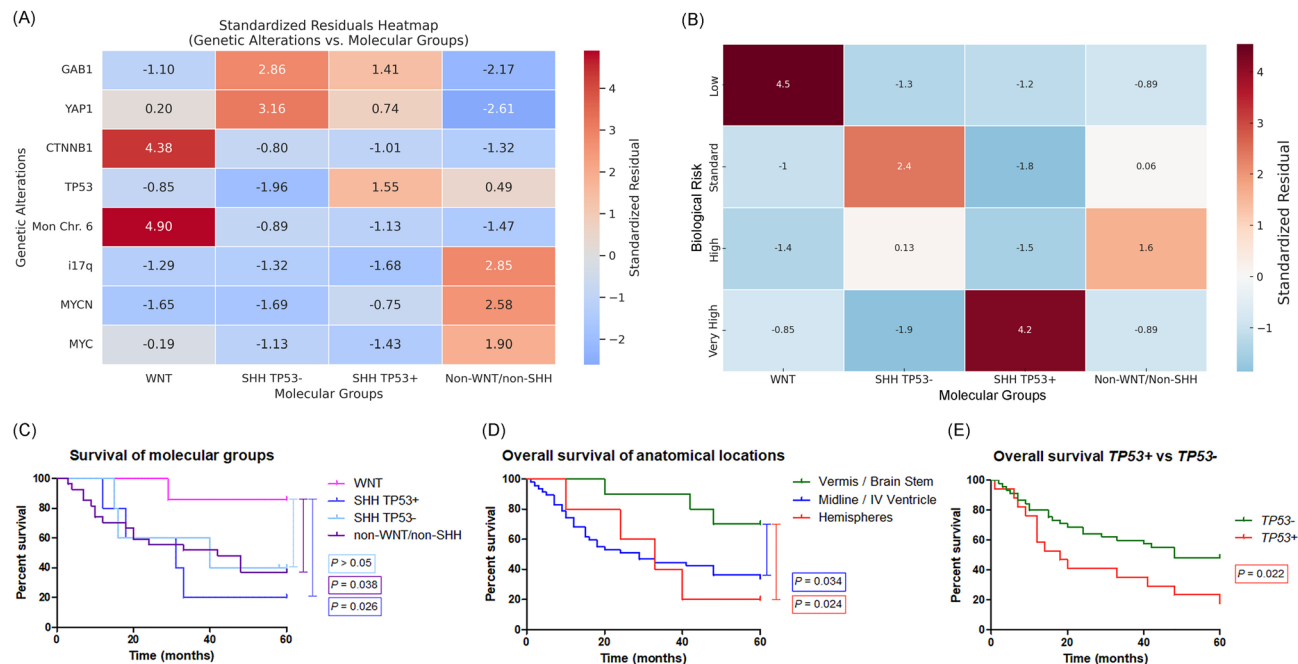 (A)
Standardized Residuals Heatmap
(Genetic Alterations vs. Molecular Groups)
Genetic Alterations
GAB1 -1.10 2.86 1.41 -2.17
YAP1 0.20 3.16 0.74 -2.61
CTNNB1 4.38 -0.80 -1.01 -1.32
TP53 -0.85 -1.96 1.55 0.49
Mon Chr. 6 4.90 -0.89 -1.13 -1.47
i17q -1.29 -1.32 -1.68 2.85
MYCN -1.65 -1.69 -0.75 2.58
MYC -0.19 -1.13 -1.43 1.90
WNT SHH TP53- SHH TP53+ Non-WNT/non-SHH
Molecular Groups
4
3
2
1
0
-1
-2
Standardized Residual
(B)
Biological Risk
Low 4.5 -1.3 -1.2 -0.89
Standard -1 2.4 -1.8 0.06
High -1.4 0.13 -1.5 1.6
Very High -0.85 -1.9 4.2 -0.89
WNT SHH TP53- SHH TP53+ Non-WNT/Non-SHH
Molecular Groups
4
3
2
1
0
-1
Standardized Residual
(C)
Survival of molecular groups
Percent survival
100
80
60
40
20
0
0 20 40 60
Time (months)
WNT
SHH TP53+
SHH TP53-
non-WNT/non-SHH
P > 0.05
P = 0.038
P = 0.026
(D)
Overall survival of anatomical locations
Percent survival
100
80
60
40
20
0
0 20 40 60
Time (months)
Vermis / Brain Stem
Midline / IV Ventricle
Hemispheres
P = 0.034
P = 0.024
(E)
Overall survival TP53+ vs TP53-
Percent survival
100
80
60
40
20
0
0 20 40 60
Time (months)
TP53-
TP53+
P = 0.022